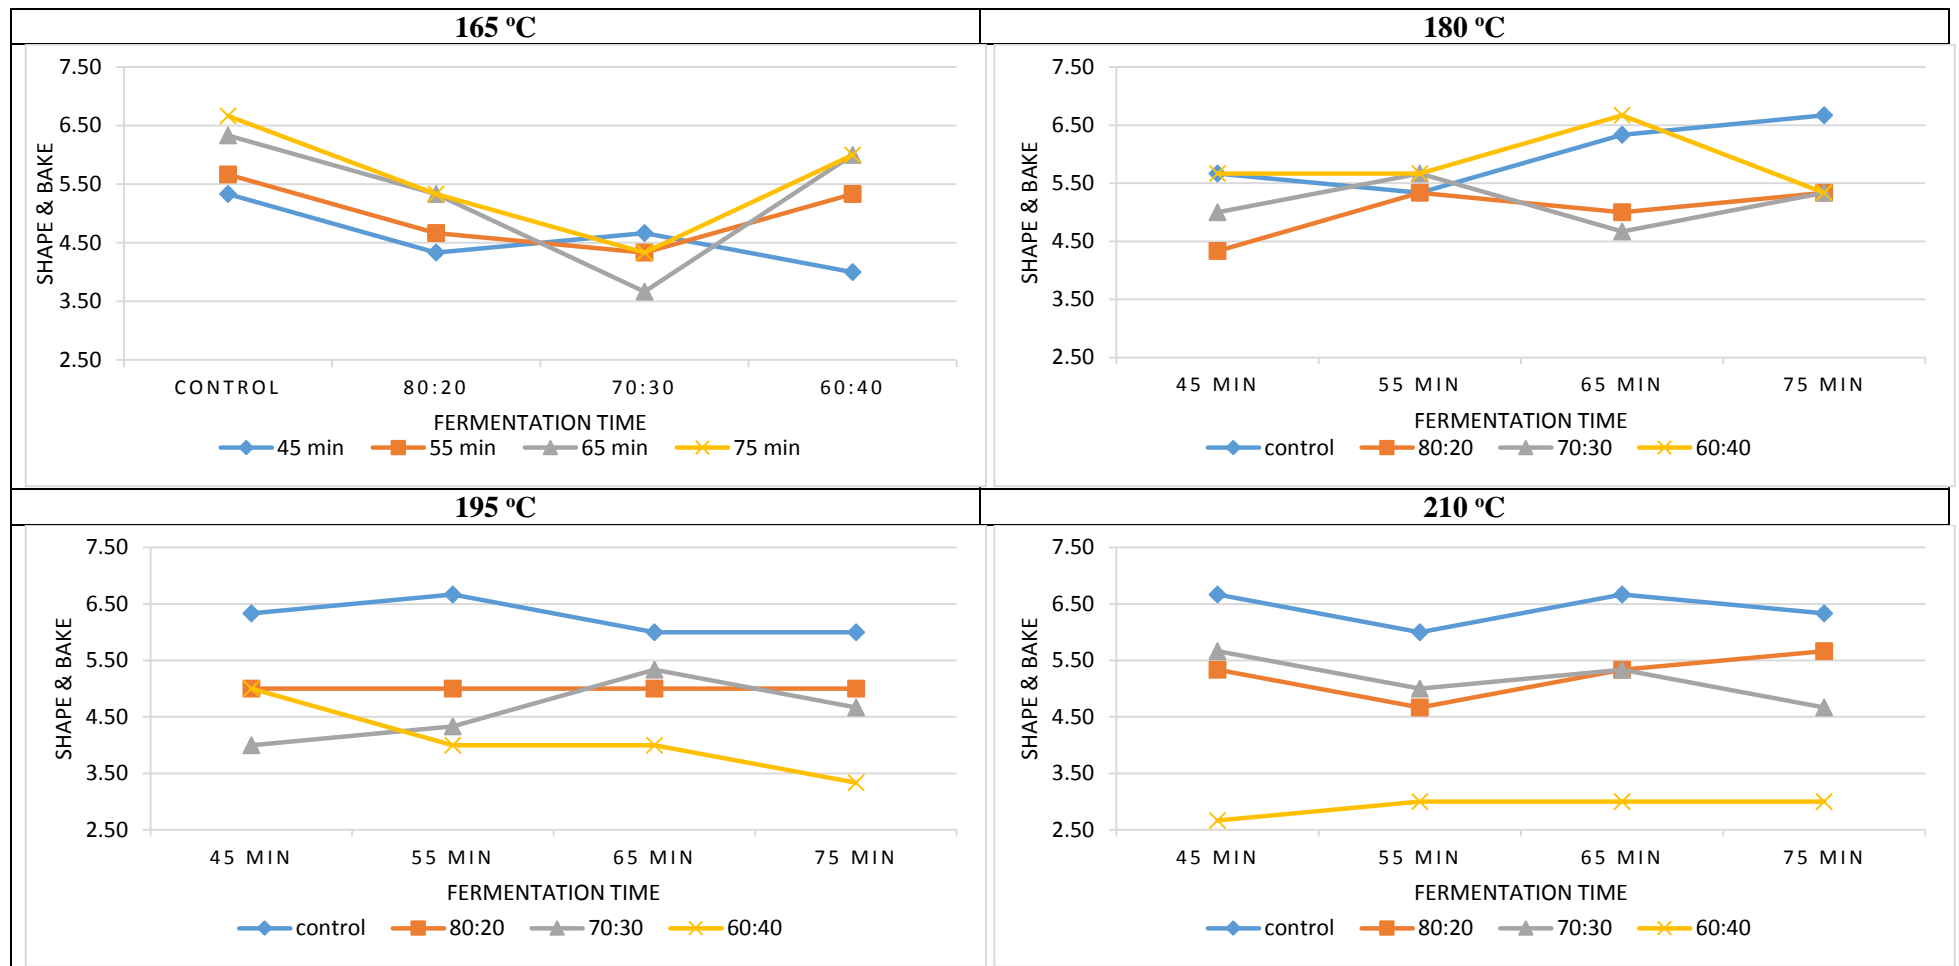 165 ºC
7.50
6.50
5.50
4.50
3.50
2.50
SHAPE & BAKE
CONTROL 80:20 70:30 60:40
FERMENTATION TIME
45 min 55 min 65 min 75 min
180 ºC
7.50
6.50
5.50
4.50
3.50
2.50
SHAPE & BAKE
45 MIN 55 MIN 65 MIN 75 MIN
FERMENTATION TIME
control 80:20 70:30 60:40
195 ºC
7.50
6.50
5.50
4.50
3.50
2.50
SHAPE & BAKE
45 MIN 55 MIN 65 MIN 75 MIN
FERMENTATION TIME
control 80:20 70:30 60:40
210 ºC
7.50
6.50
5.50
4.50
3.50
2.50
SHAPE & BAKE
45 MIN 55 MIN 65 MIN 75 MIN
FERMENTATION TIME
control 80:20 70:30 60:40